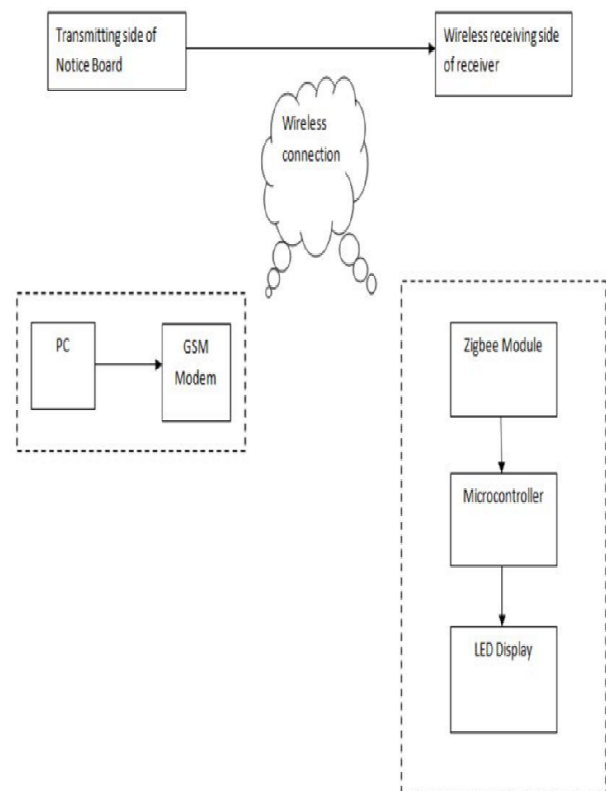 Transmitting side of
Notice Board
Wireless receiving side
of receiver
Wireless
connection
PC
GSM
Modem
Zigbee Module
Microcontroller
LED Display